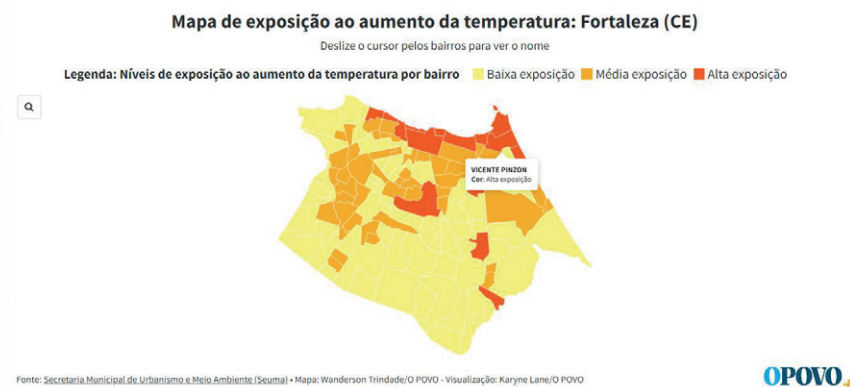 Mapa de exposição ao aumento da temperatura: Fortaleza (CE)
Deslize o cursor pelos bairros para ver o nome
Legenda: Níveis de exposição ao aumento da temperatura por bairro Baixa exposição Média exposição Alta exposição
VICENTE PINZON
Cor: Alta exposição
Fonte: Secretaria Municipal de Urbanismo e Meio Ambiente (Seuma) • Mapa: Wanderson Trindade/O POVO - Visualização: Karyne Lane/O POVO
OPOVO